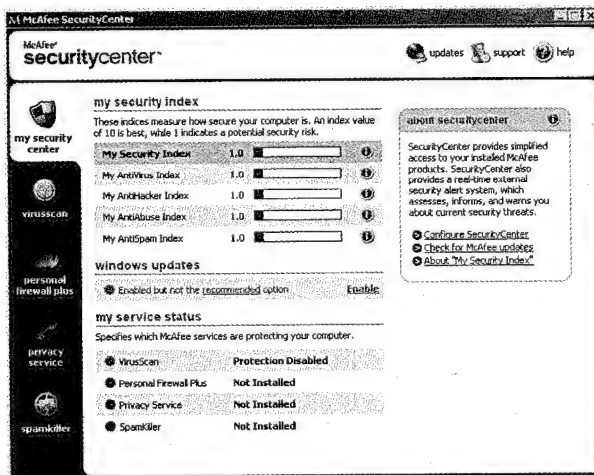 McAfee SecurityCenter
McAfee®
securitycenter™
updates support help
my security center
virusscan
personal firewall plus
privacy service
spamkiller
my security index
These indices measure how secure your computer is. An index value
of 10 is best, while 1 indicates a potential security risk.
My Security Index 1.0
My AntiVirus Index 1.0
My AntiHacker Index 1.0
My AntiAbuse Index 1.0
My AntiSpam Index 1.0
windows updates
Enabled but not the recommended option Enable
my service status
Specifies which McAfee services are protecting your computer.
VirusScan Protection Disabled
Personal Firewall Plus Not Installed
Privacy Service Not Installed
SpamKiller Not Installed
about securitycenter
SecurityCenter provides simplified
access to your installed McAfee
products. SecurityCenter also
provides a real-time external
security alert system, which
assesses, informs, and warns you
about current security threats.
Configure SecurityCenter
Check for McAfee updates
About "My Security Index"